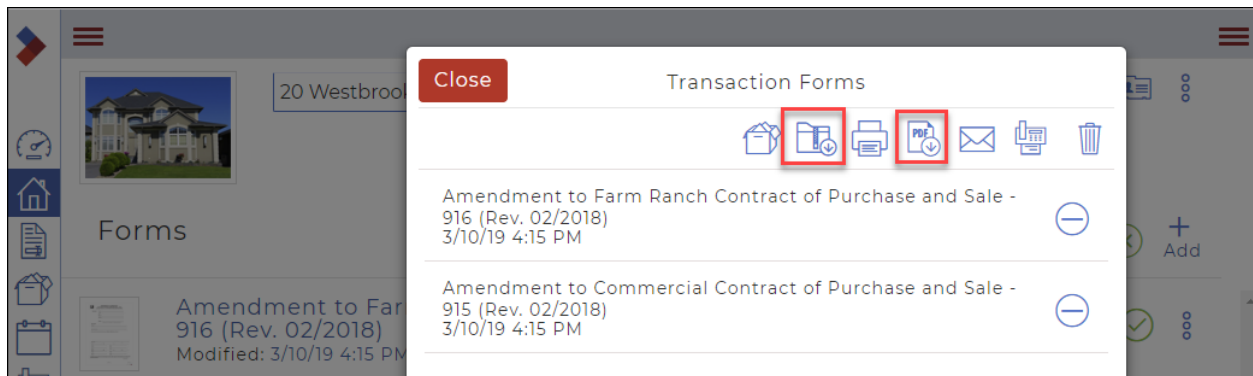 Close
Transaction Forms
20 Westbrook
PDF
Amendment to Farm Ranch Contract of Purchase and Sale -
916 (Rev. 02/2018)
3/10/19 4:15 PM
Forms
Add
Amendment to Commercial Contract of Purchase and Sale -
915 (Rev. 02/2018)
3/10/19 4:15 PM
Amendment to Far
916 (Rev. 02/2018)
Modified: 3/10/19 4:15 PM